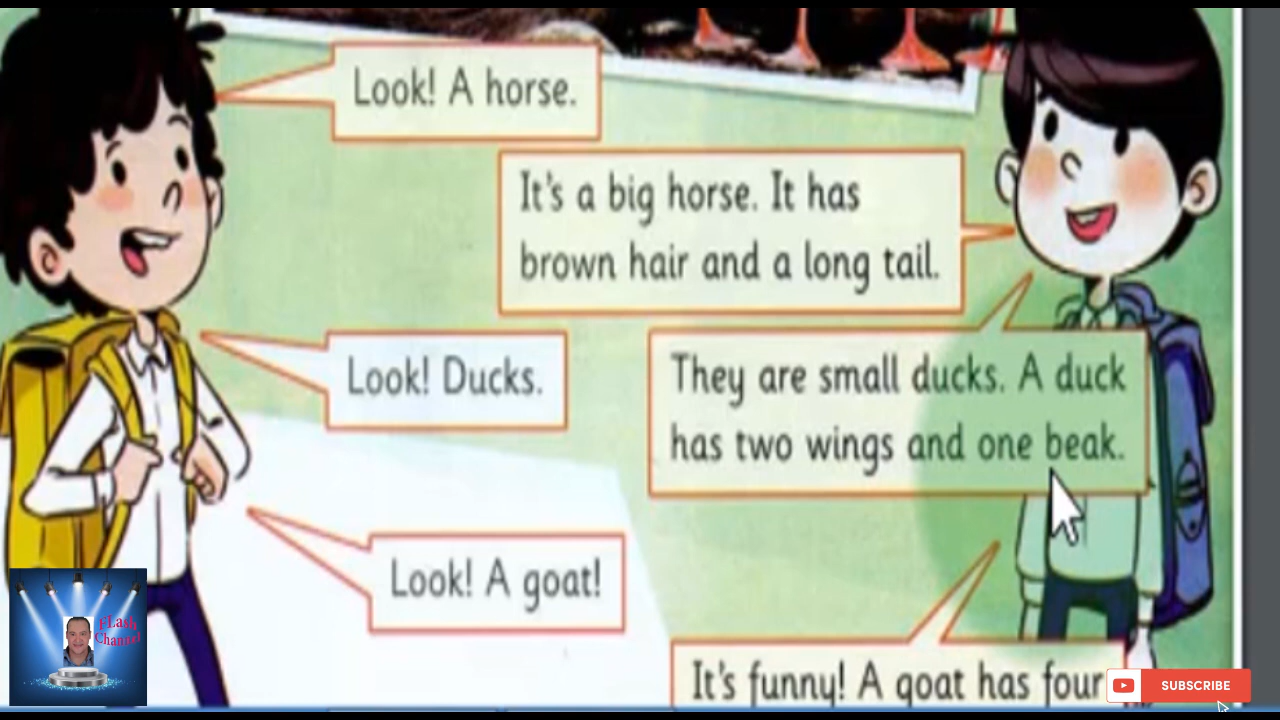 Look! A horse.
It's a big horse. It has
brown hair and a long tail.
Look! Ducks.
They are small ducks. A duck
has two wings and one beak.
Look! A goat!
It's funny! A goat has four
FLash
Channel
SUBSCRIBE